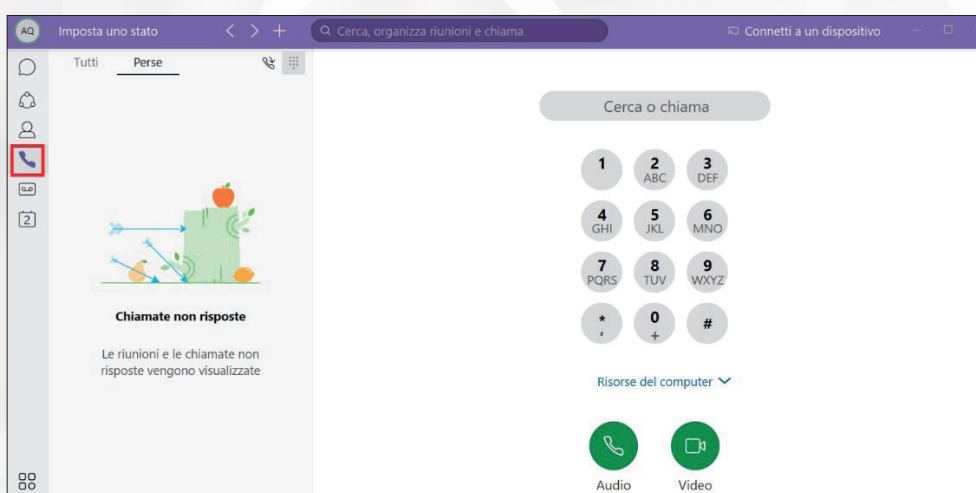 AQ
Imposta uno stato
Cerca, organizza riunioni e chiama
Connetti a un dispositivo
Tutti
Perse
2
Chiamate non risposte
Le riunioni e le chiamate non
risposte vengono visualizzate
Cerca o chiama
1 2 3
ABC DEF
4 5 6
GHI JKL MNO
7 8 9
PQRS TUV WXYZ
* 0 #
, +
Risorse del computer
Audio Video